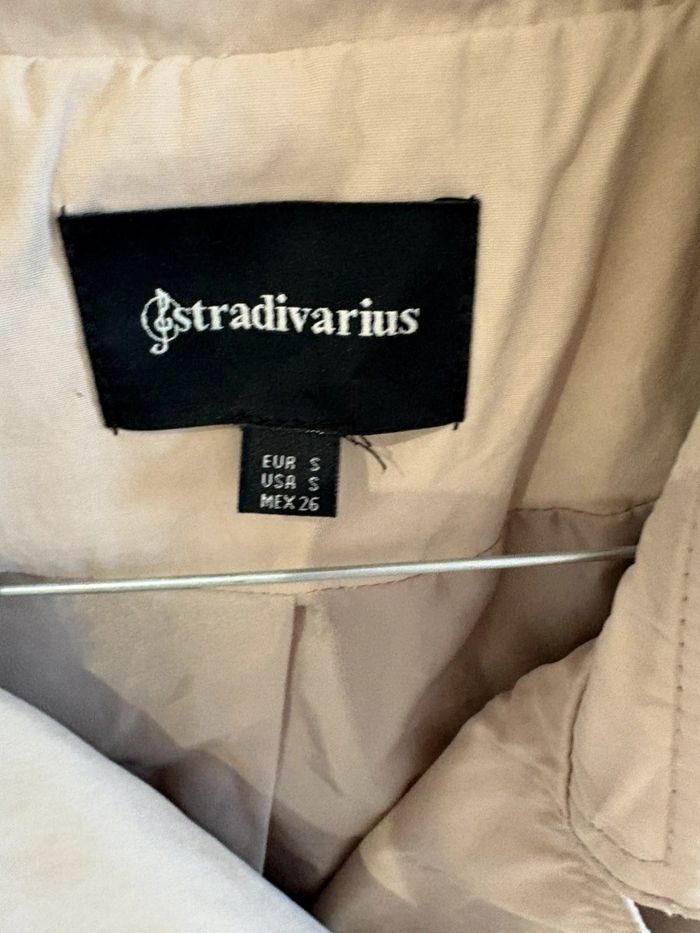 stradivarius
EUR S
USA S
MEX 26